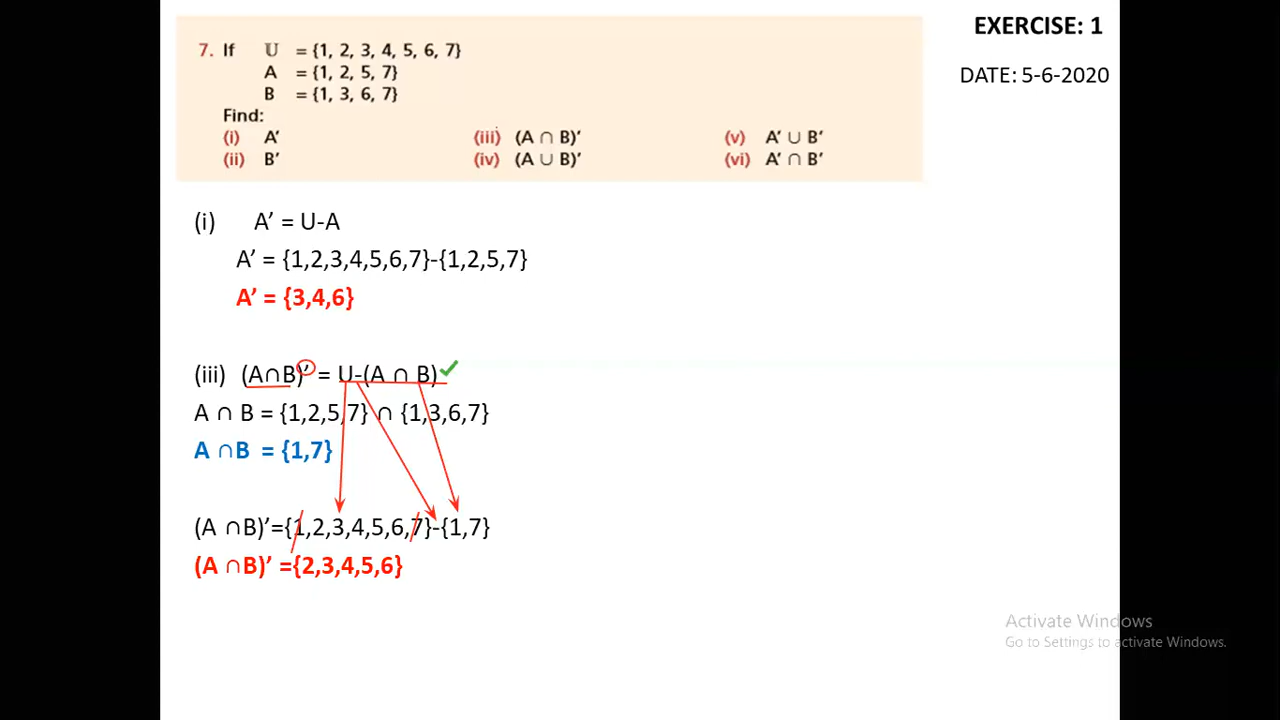 EXERCISE: 1
DATE: 5-6-2020
7. If U = {1, 2, 3, 4, 5, 6, 7}
A = {1, 2, 5, 7}
B = {1, 3, 6, 7}
Find:
(i) A' (iii) (A ∩ B)' (v) A' ∪ B'
(ii) B' (iv) (A ∪ B)' (vi) A' ∩ B'
(i) A' = U-A
A' = {1,2,3,4,5,6,7}-{1,2,5,7}
A' = {3,4,6}
(iii) (A∩B)' = U-(A ∩ B)
A ∩ B = {1,2,5,7} ∩ {1,3,6,7}
A ∩B = {1,7}
(A ∩B)'={1,2,3,4,5,6,7}-{1,7}
(A ∩B)' ={2,3,4,5,6}
Activate Windows
Go to Settings to activate Windows.